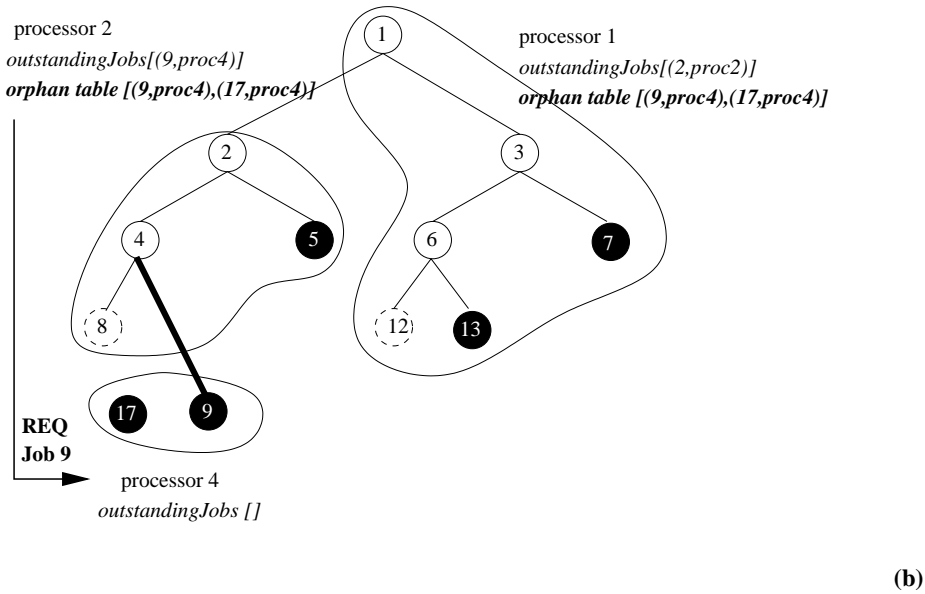 processor 2
outstandingJobs[(9,proc4)]
orphan table [(9,proc4),(17,proc4)]
processor 1
outstandingJobs[(2,proc2)]
orphan table [(9,proc4),(17,proc4)]
1
2
3
4
5
6
7
8
12
13
17
9
REQ
Job 9
processor 4
outstandingJobs []
(b)